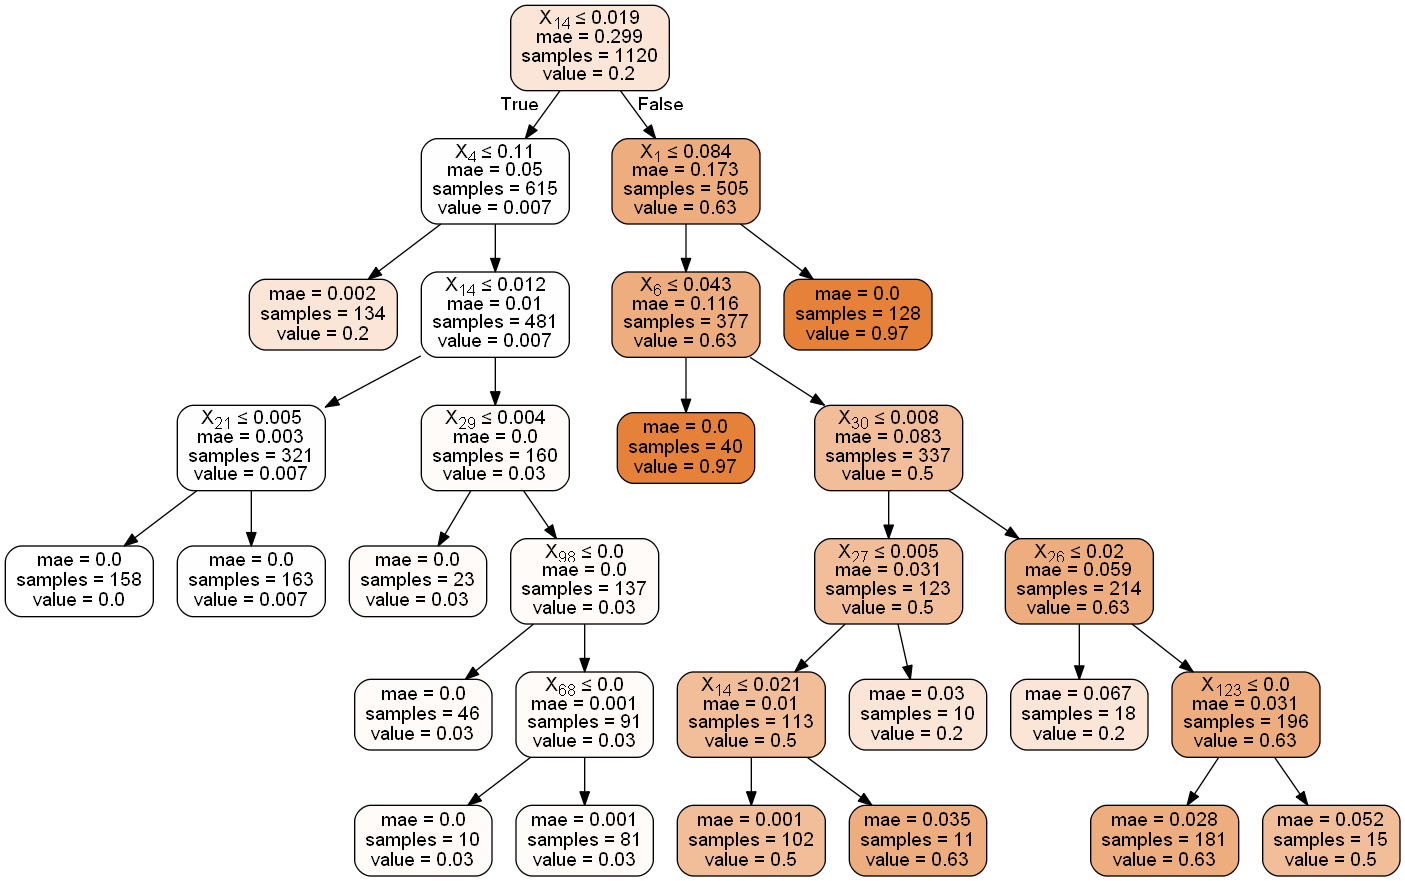 X14 ≤ 0.019
mae = 0.299
samples = 1120
value = 0.2
True
False
X4 ≤ 0.11
mae = 0.05
samples = 615
value = 0.007
X1 ≤ 0.084
mae = 0.173
samples = 505
value = 0.63
mae = 0.002
samples = 134
value = 0.2
X14 ≤ 0.012
mae = 0.01
samples = 481
value = 0.007
X6 ≤ 0.043
mae = 0.116
samples = 377
value = 0.63
mae = 0.0
samples = 128
value = 0.97
X21 ≤ 0.005
mae = 0.003
samples = 321
value = 0.007
X29 ≤ 0.004
mae = 0.0
samples = 160
value = 0.03
mae = 0.0
samples = 40
value = 0.97
X30 ≤ 0.008
mae = 0.083
samples = 337
value = 0.5
mae = 0.0
samples = 158
value = 0.0
mae = 0.0
samples = 163
value = 0.007
mae = 0.0
samples = 23
value = 0.03
X98 ≤ 0.0
mae = 0.0
samples = 137
value = 0.03
X27 ≤ 0.005
mae = 0.031
samples = 123
value = 0.5
X26 ≤ 0.02
mae = 0.059
samples = 214
value = 0.63
mae = 0.0
samples = 46
value = 0.03
X68 ≤ 0.0
mae = 0.001
samples = 91
value = 0.03
X14 ≤ 0.021
mae = 0.01
samples = 113
value = 0.5
mae = 0.03
samples = 10
value = 0.2
mae = 0.067
samples = 18
value = 0.2
X123 ≤ 0.0
mae = 0.031
samples = 196
value = 0.63
mae = 0.0
samples = 10
value = 0.03
mae = 0.001
samples = 81
value = 0.03
mae = 0.001
samples = 102
value = 0.5
mae = 0.035
samples = 11
value = 0.63
mae = 0.028
samples = 181
value = 0.63
mae = 0.052
samples = 15
value = 0.5